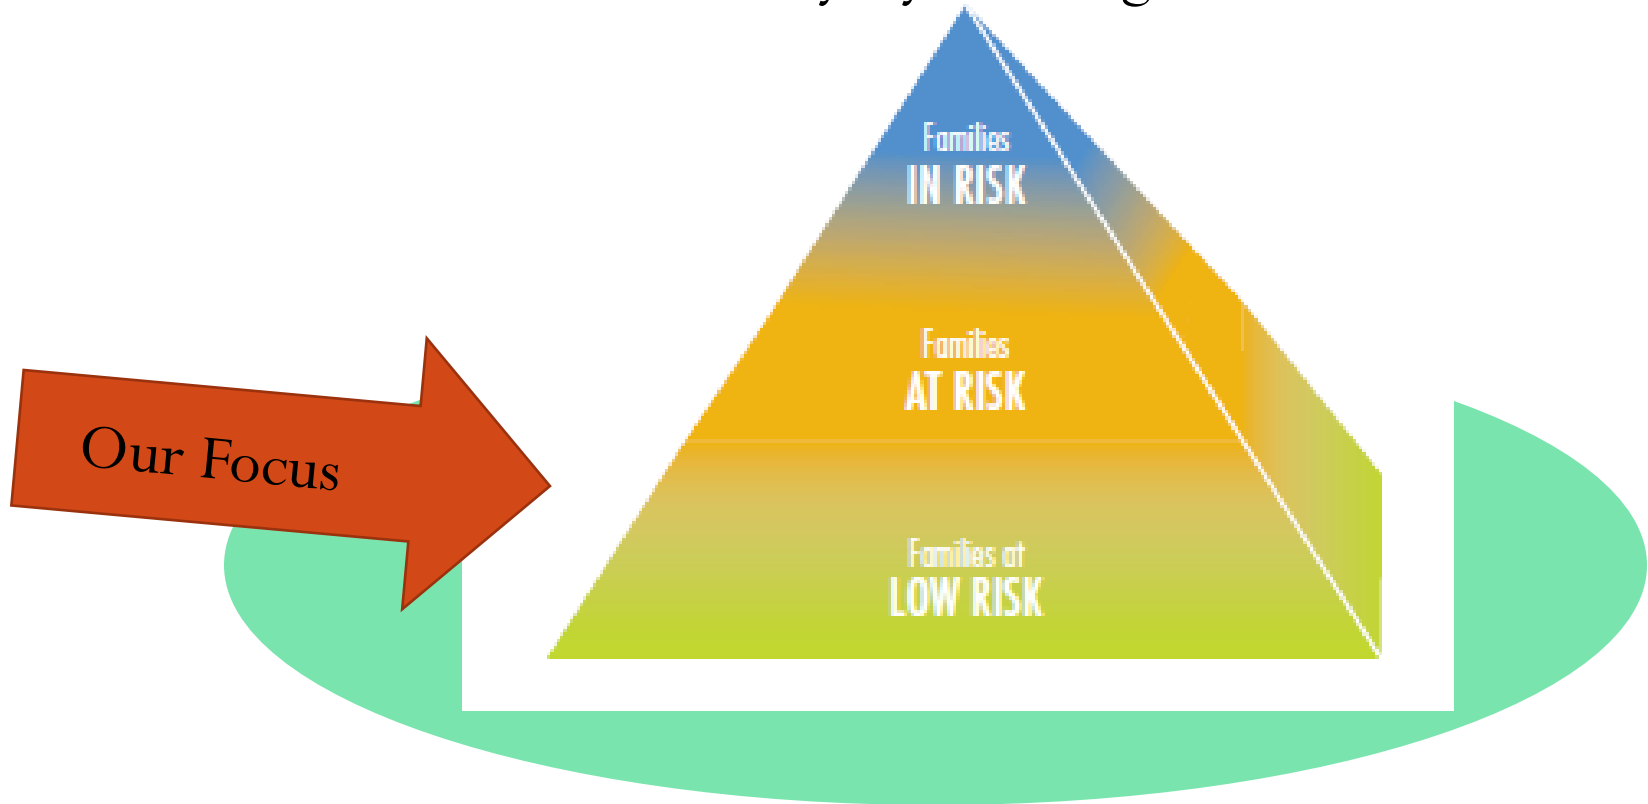 Families
IN RISK
Families
AT RISK
Our Focus
Families at
LOW RISK